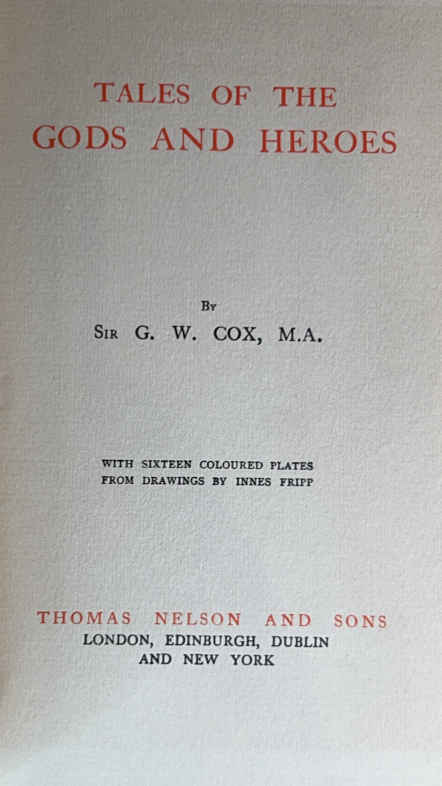 TALES OF THE
GODS AND HEROES
BY
SIR G. W. COX, M.A.
WITH SIXTEEN COLOURED PLATES
FROM DRAWINGS BY INNES FRIPP
THOMAS NELSON AND SONS
LONDON, EDINBURGH, DUBLIN
AND NEW YORK